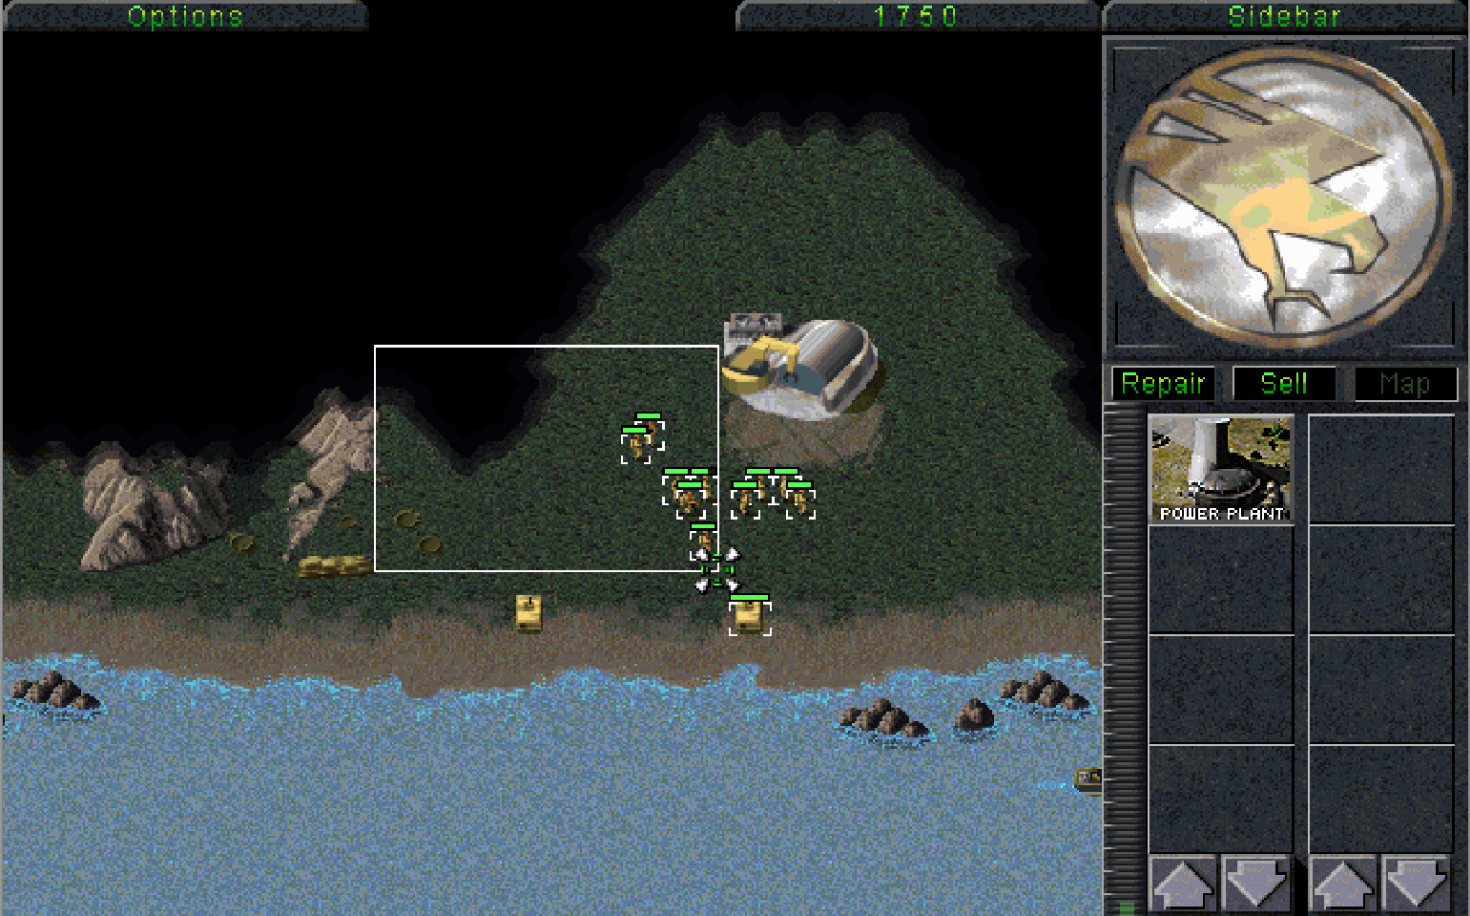 Options
1750
Sidebar
Repair
Sell
Map
POWER PLANT